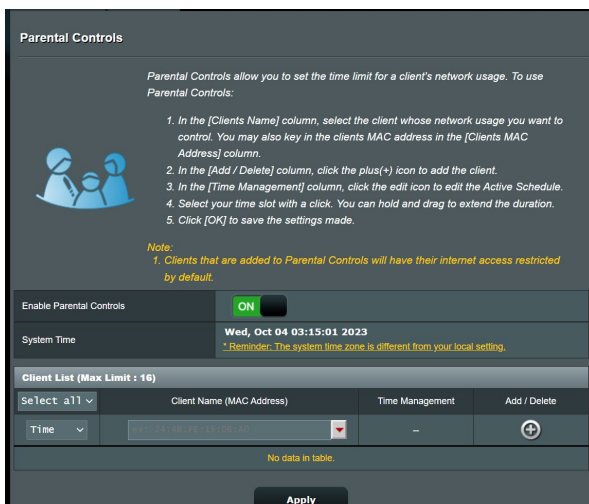 Parental Controls
Parental Controls allow you to set the time limit for a client's network usage. To use
Parental Controls:
1. In the [Clients Name] column, select the client whose network usage you want to
control. You may also key in the clients MAC address in the [Clients MAC
Address] column.
2. In the [Add / Delete] column, click the plus(+) icon to add the client.
3. In the [Time Management] column, click the edit icon to edit the Active Schedule.
4. Select your time slot with a click. You can hold and drag to extend the duration.
5. Click [OK] to save the settings made.
Note:
1. Clients that are added to Parental Controls will have their internet access restricted
by default.
Enable Parental Controls ON
System Time Wed, Oct 04 03:15:01 2023
* Reminder: The system time zone is different from your local setting.
Client List (Max Limit : 16)
Select all Client Name (MAC Address) Time Management Add / Delete
Time –
No data in table.
Apply